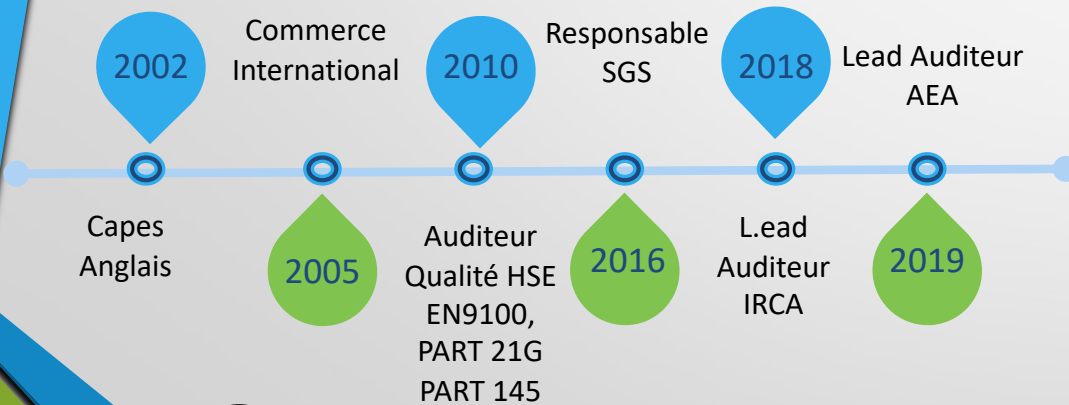 2002
Capes
Anglais
Commerce
International
2005
2010
Auditeur
Qualité HSE
EN9100,
PART 21G
PART 145
Responsable
SGS
2016
2018
L.ead
Auditeur
IRCA
Lead Auditeur
AEA
2019